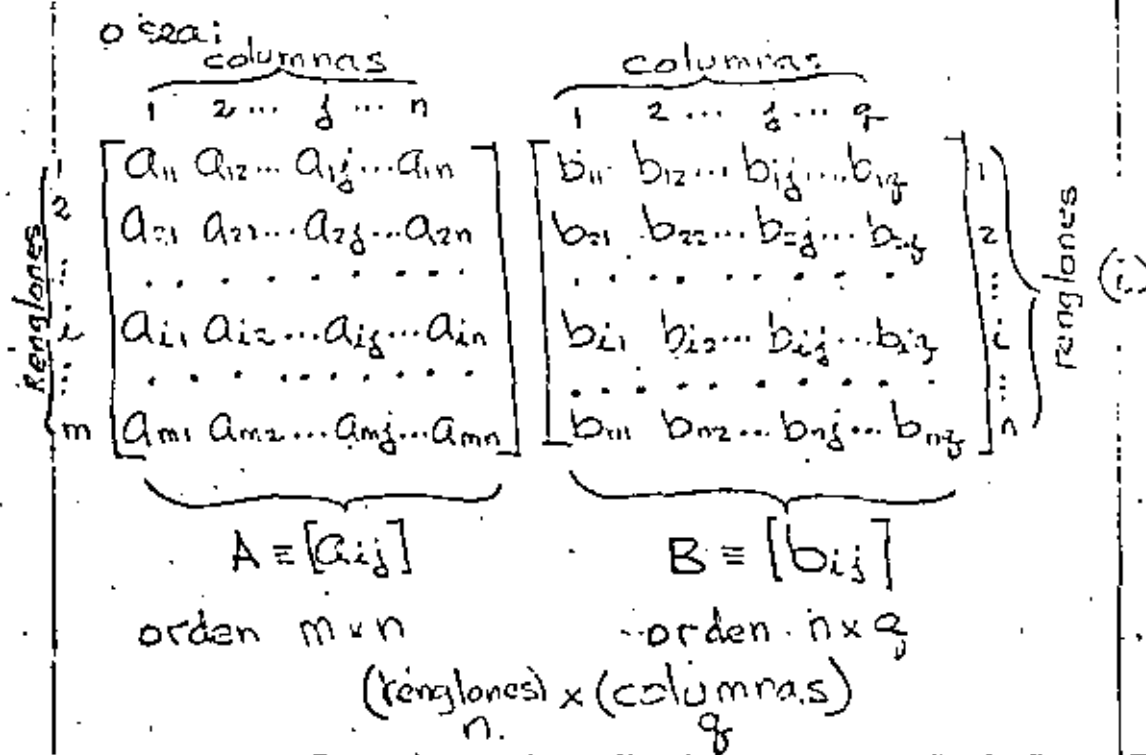 o sea;
columnas columnas
1 2 ... j ... n 1 2 ... j ... q
1 [ a11 a12 ... a1j ... a1n ] [ b11 b12 ... b1j ... b1q ] 1
2 a21 a22 ... a2j ... a2n b21 b22 ... b2j ... b2q 2
... . . . . . . . . . . . . . . . . . . . ...
Renglones renglones (i)
i ai1 ai2 ... aij ... ain bi1 bi2 ... bij ... biq i
... . . . . . . . . . . . . . . . . . . . ...
m [ am1 am2 ... amj ... amn ] [ bn1 bn2 ... bnj ... bnq ] n
A ≡ [aij] B ≡ [bij]
orden m x n orden n x q
(renglones) x (columnas)
n. q